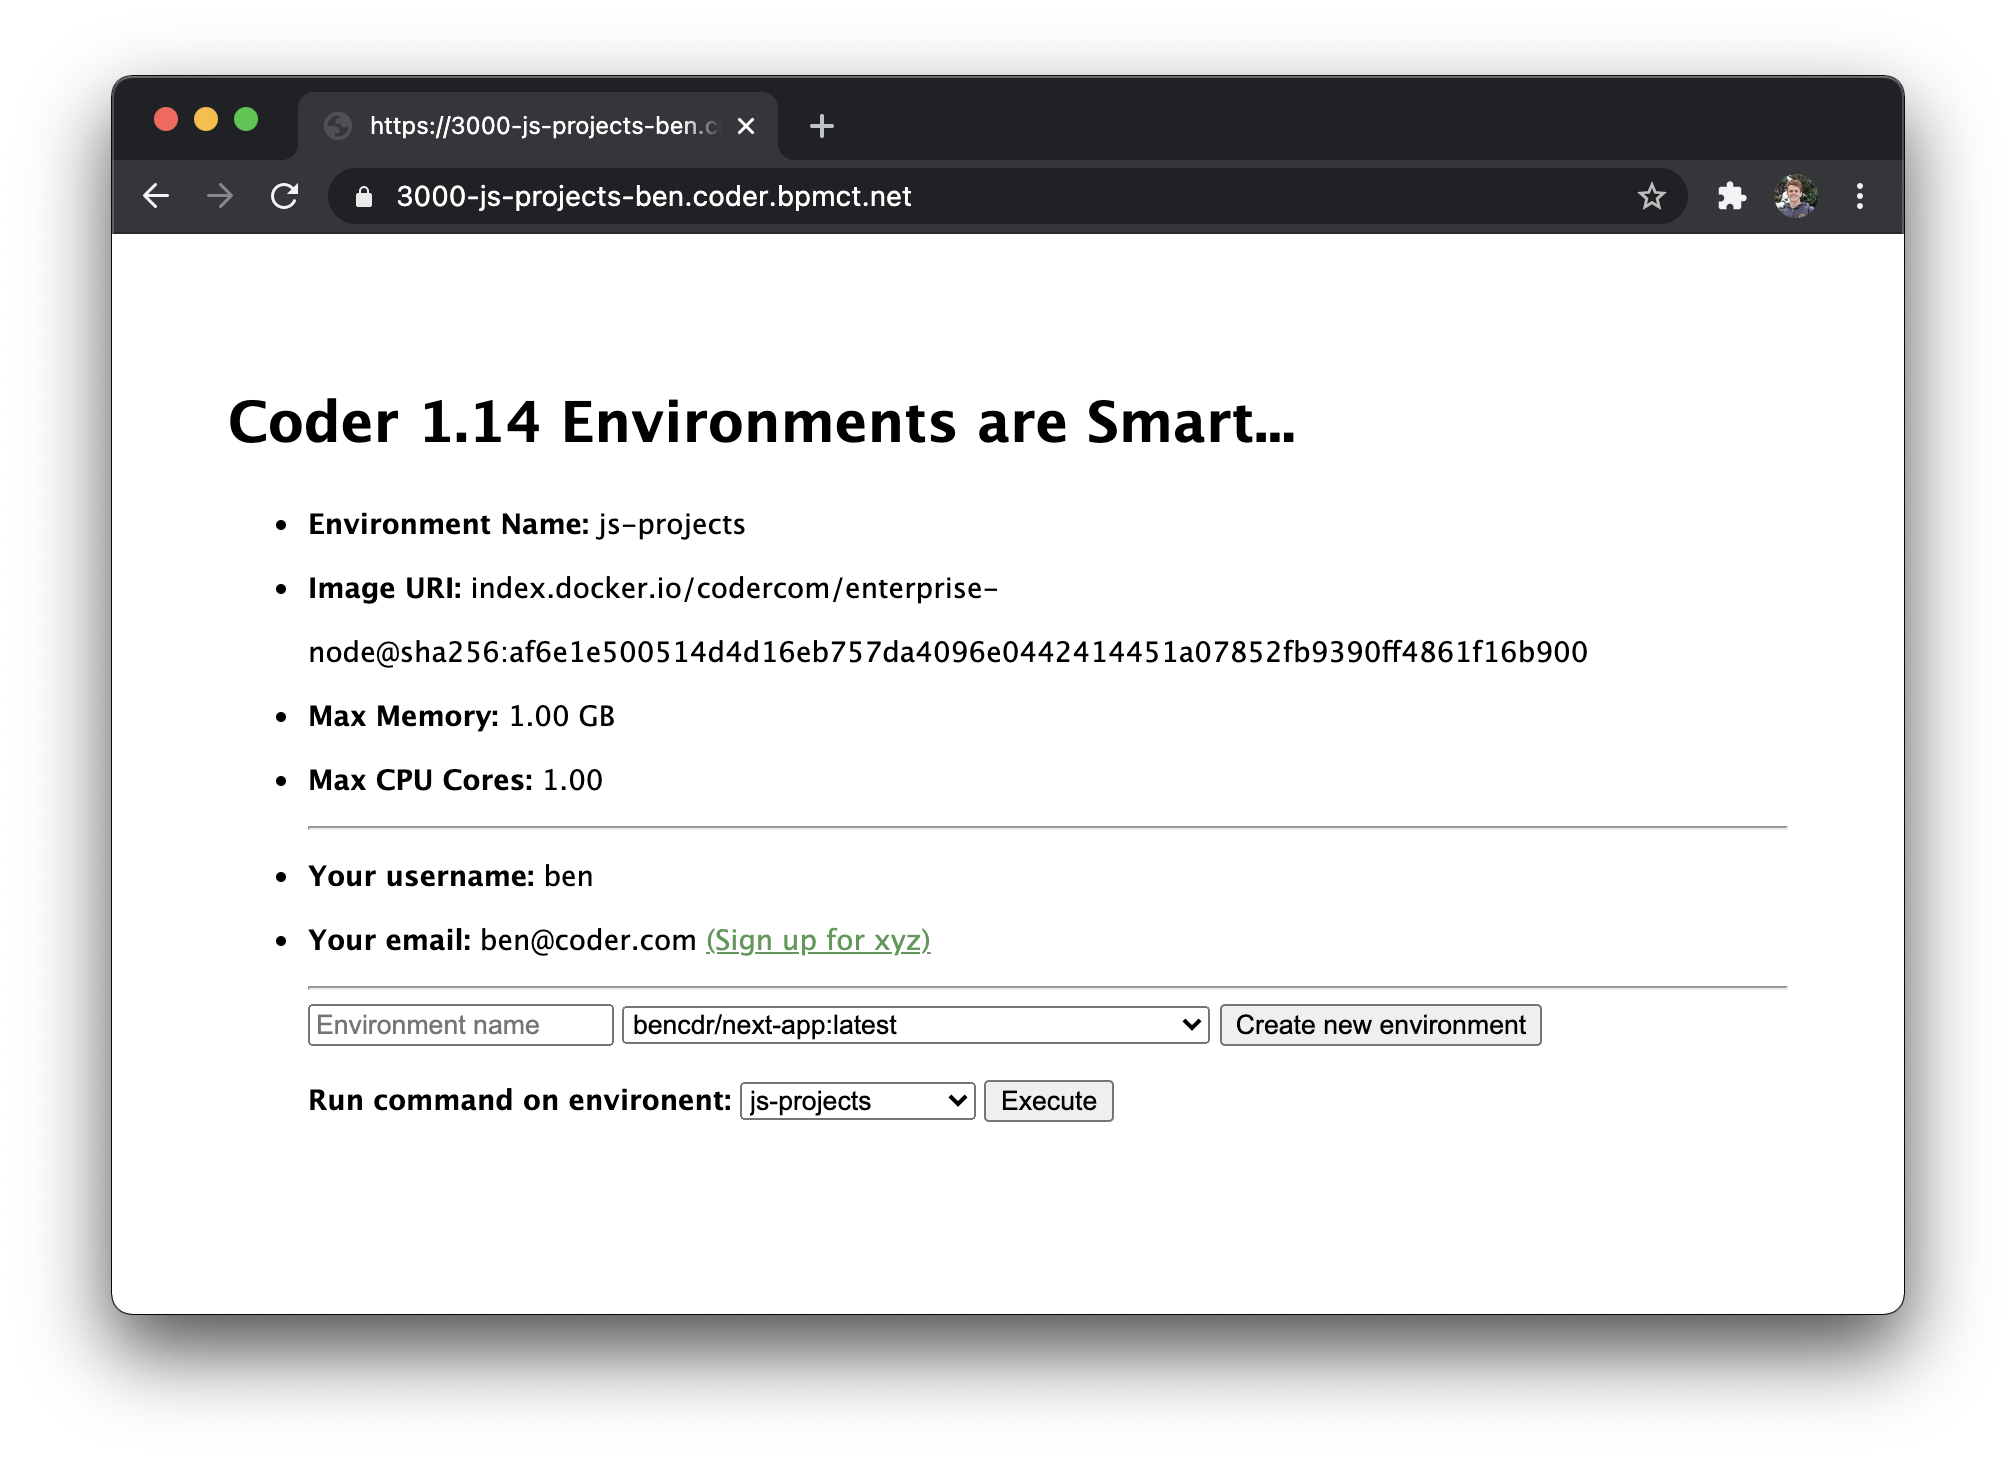 https://3000-js-projects-ben.c
3000-js-projects-ben.coder.bpmct.net
Coder 1.14 Environments are Smart...
Environment Name: js-projects
Image URI: index.docker.io/codercom/enterprise-
node@sha256:af6e1e500514d4d16eb757da4096e0442414451a07852fb9390ff4861f16b900
Max Memory: 1.00 GB
Max CPU Cores: 1.00
Your username: ben
Your email: ben@coder.com (Sign up for xyz)
Environment name bencdr/next-app:latest Create new environment
Run command on environent: js-projects Execute